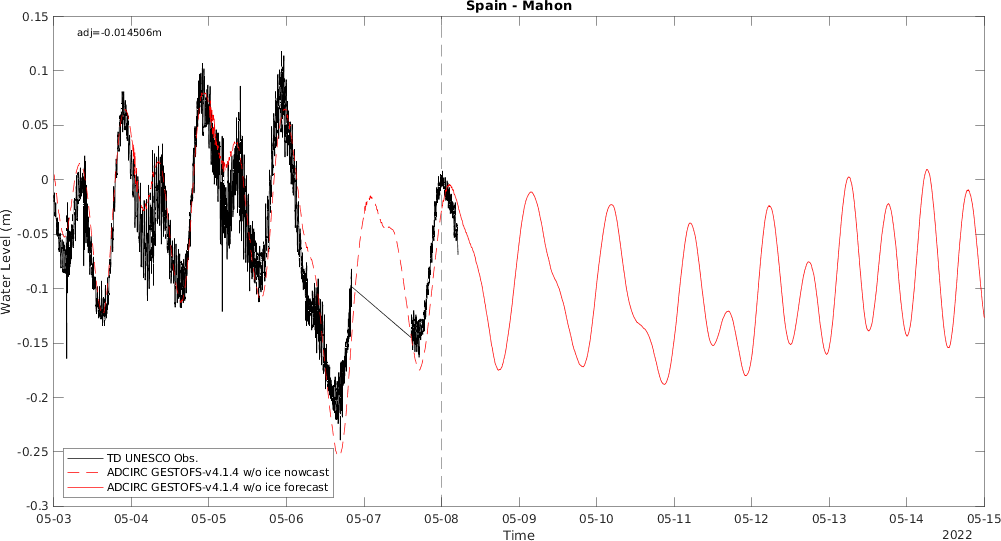 Spain - Mahon
adj=-0.014506m
0.15
0.1
0.05
0
-0.05
-0.1
-0.15
-0.2
-0.25
-0.3
Water Level (m)
TD UNESCO Obs.
ADCIRC GESTOFS-v4.1.4 w/o ice nowcast
ADCIRC GESTOFS-v4.1.4 w/o ice forecast
05-03 05-04 05-05 05-06 05-07 05-08 05-09 05-10 05-11 05-12 05-13 05-14 05-15
Time
2022